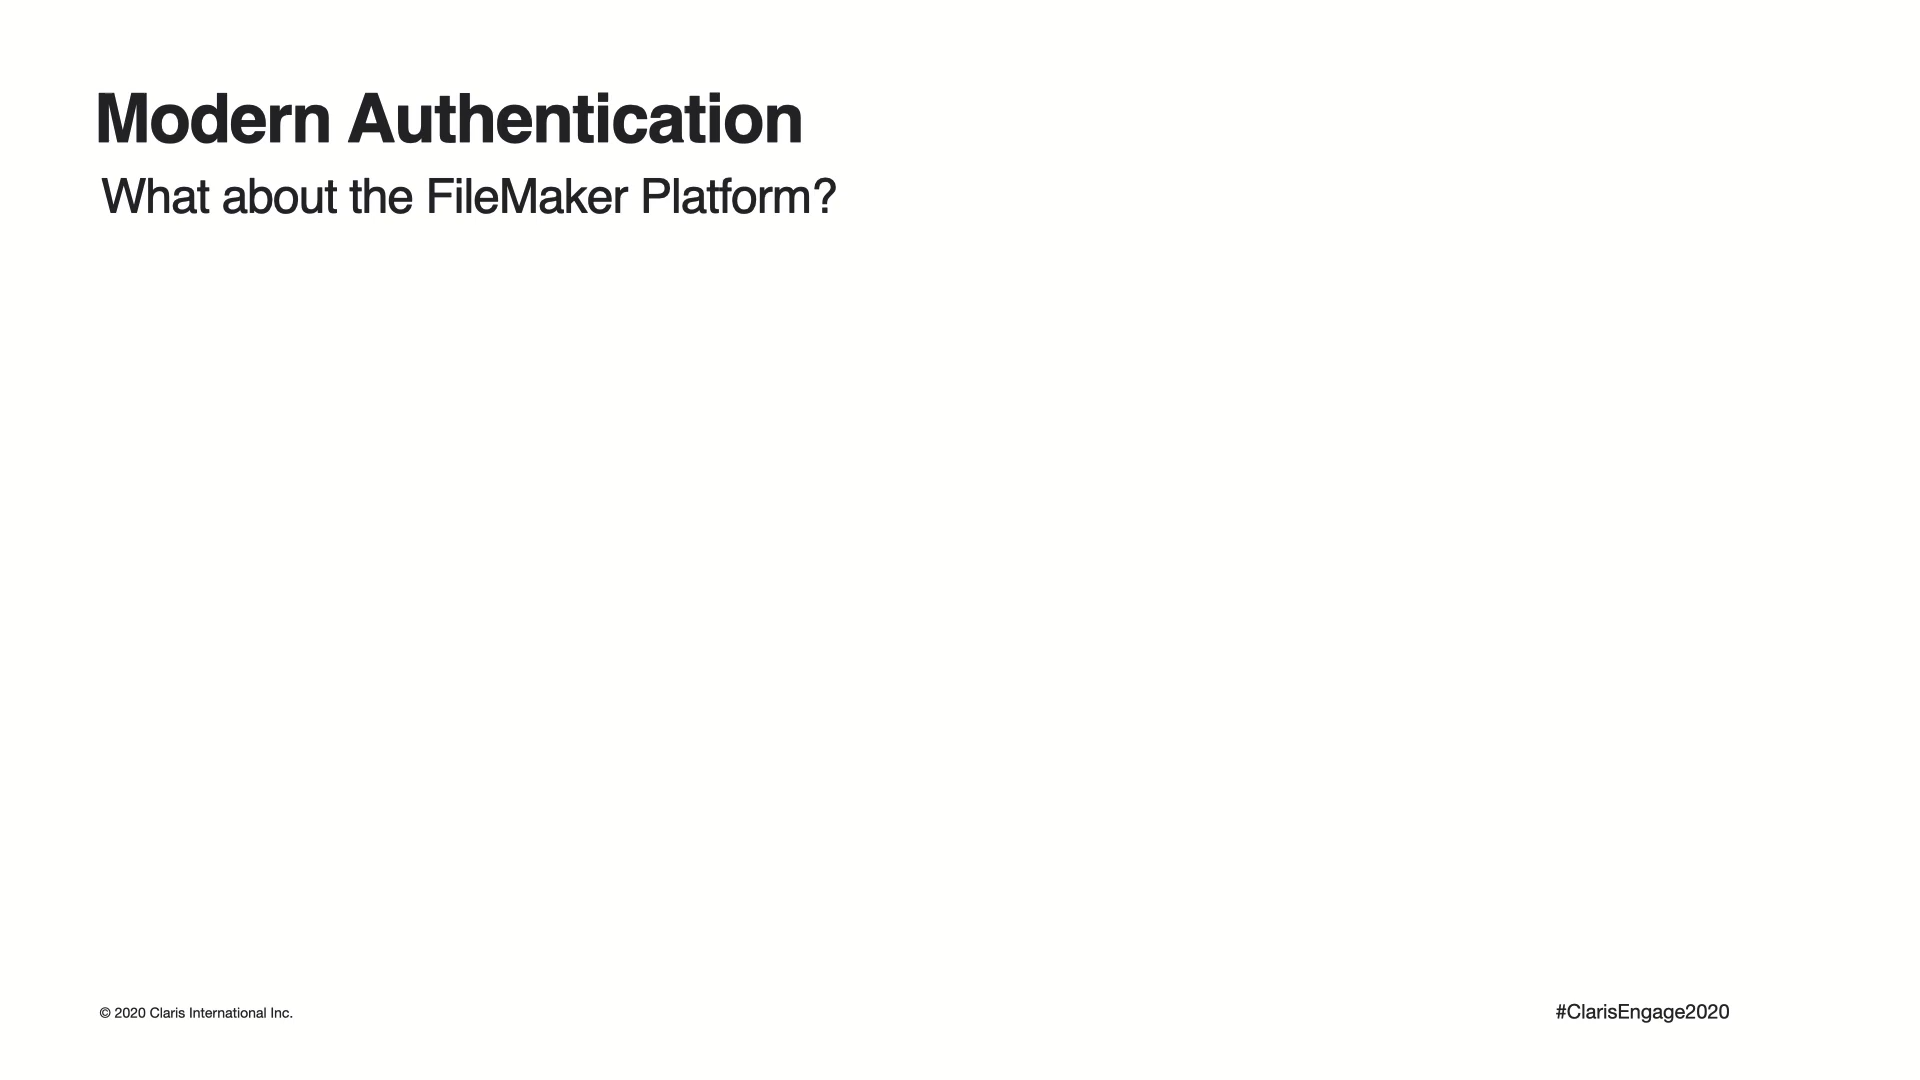 Modern Authentication
What about the FileMaker Platform?
© 2020 Claris International Inc.
#ClarisEngage2020